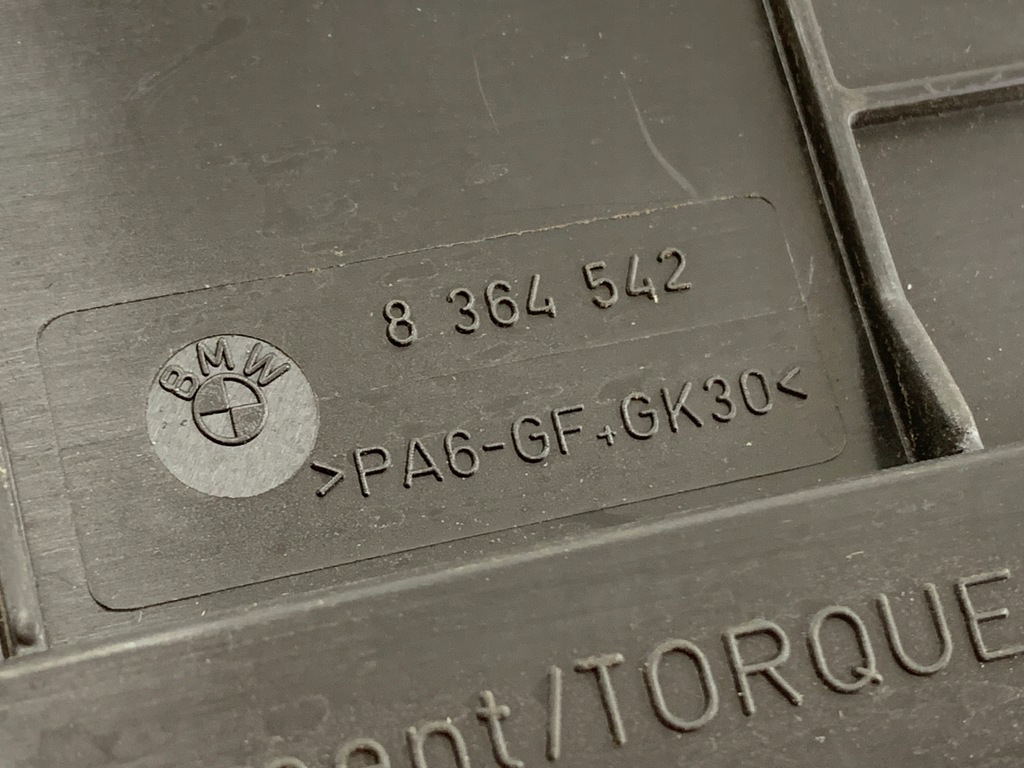 8 364 542
BMW
>PA6-GF+GK30<
/TORQUE